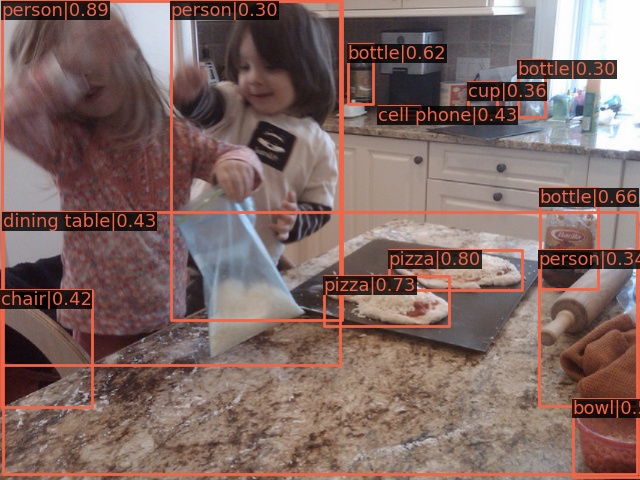 person|0.89
person|0.30
bottle|0.62
bottle|0.30
cup|0.36
cell phone|0.43
bottle|0.66
dining table|0.43
pizza|0.80
person|0.34
pizza|0.73
chair|0.42
Barilla